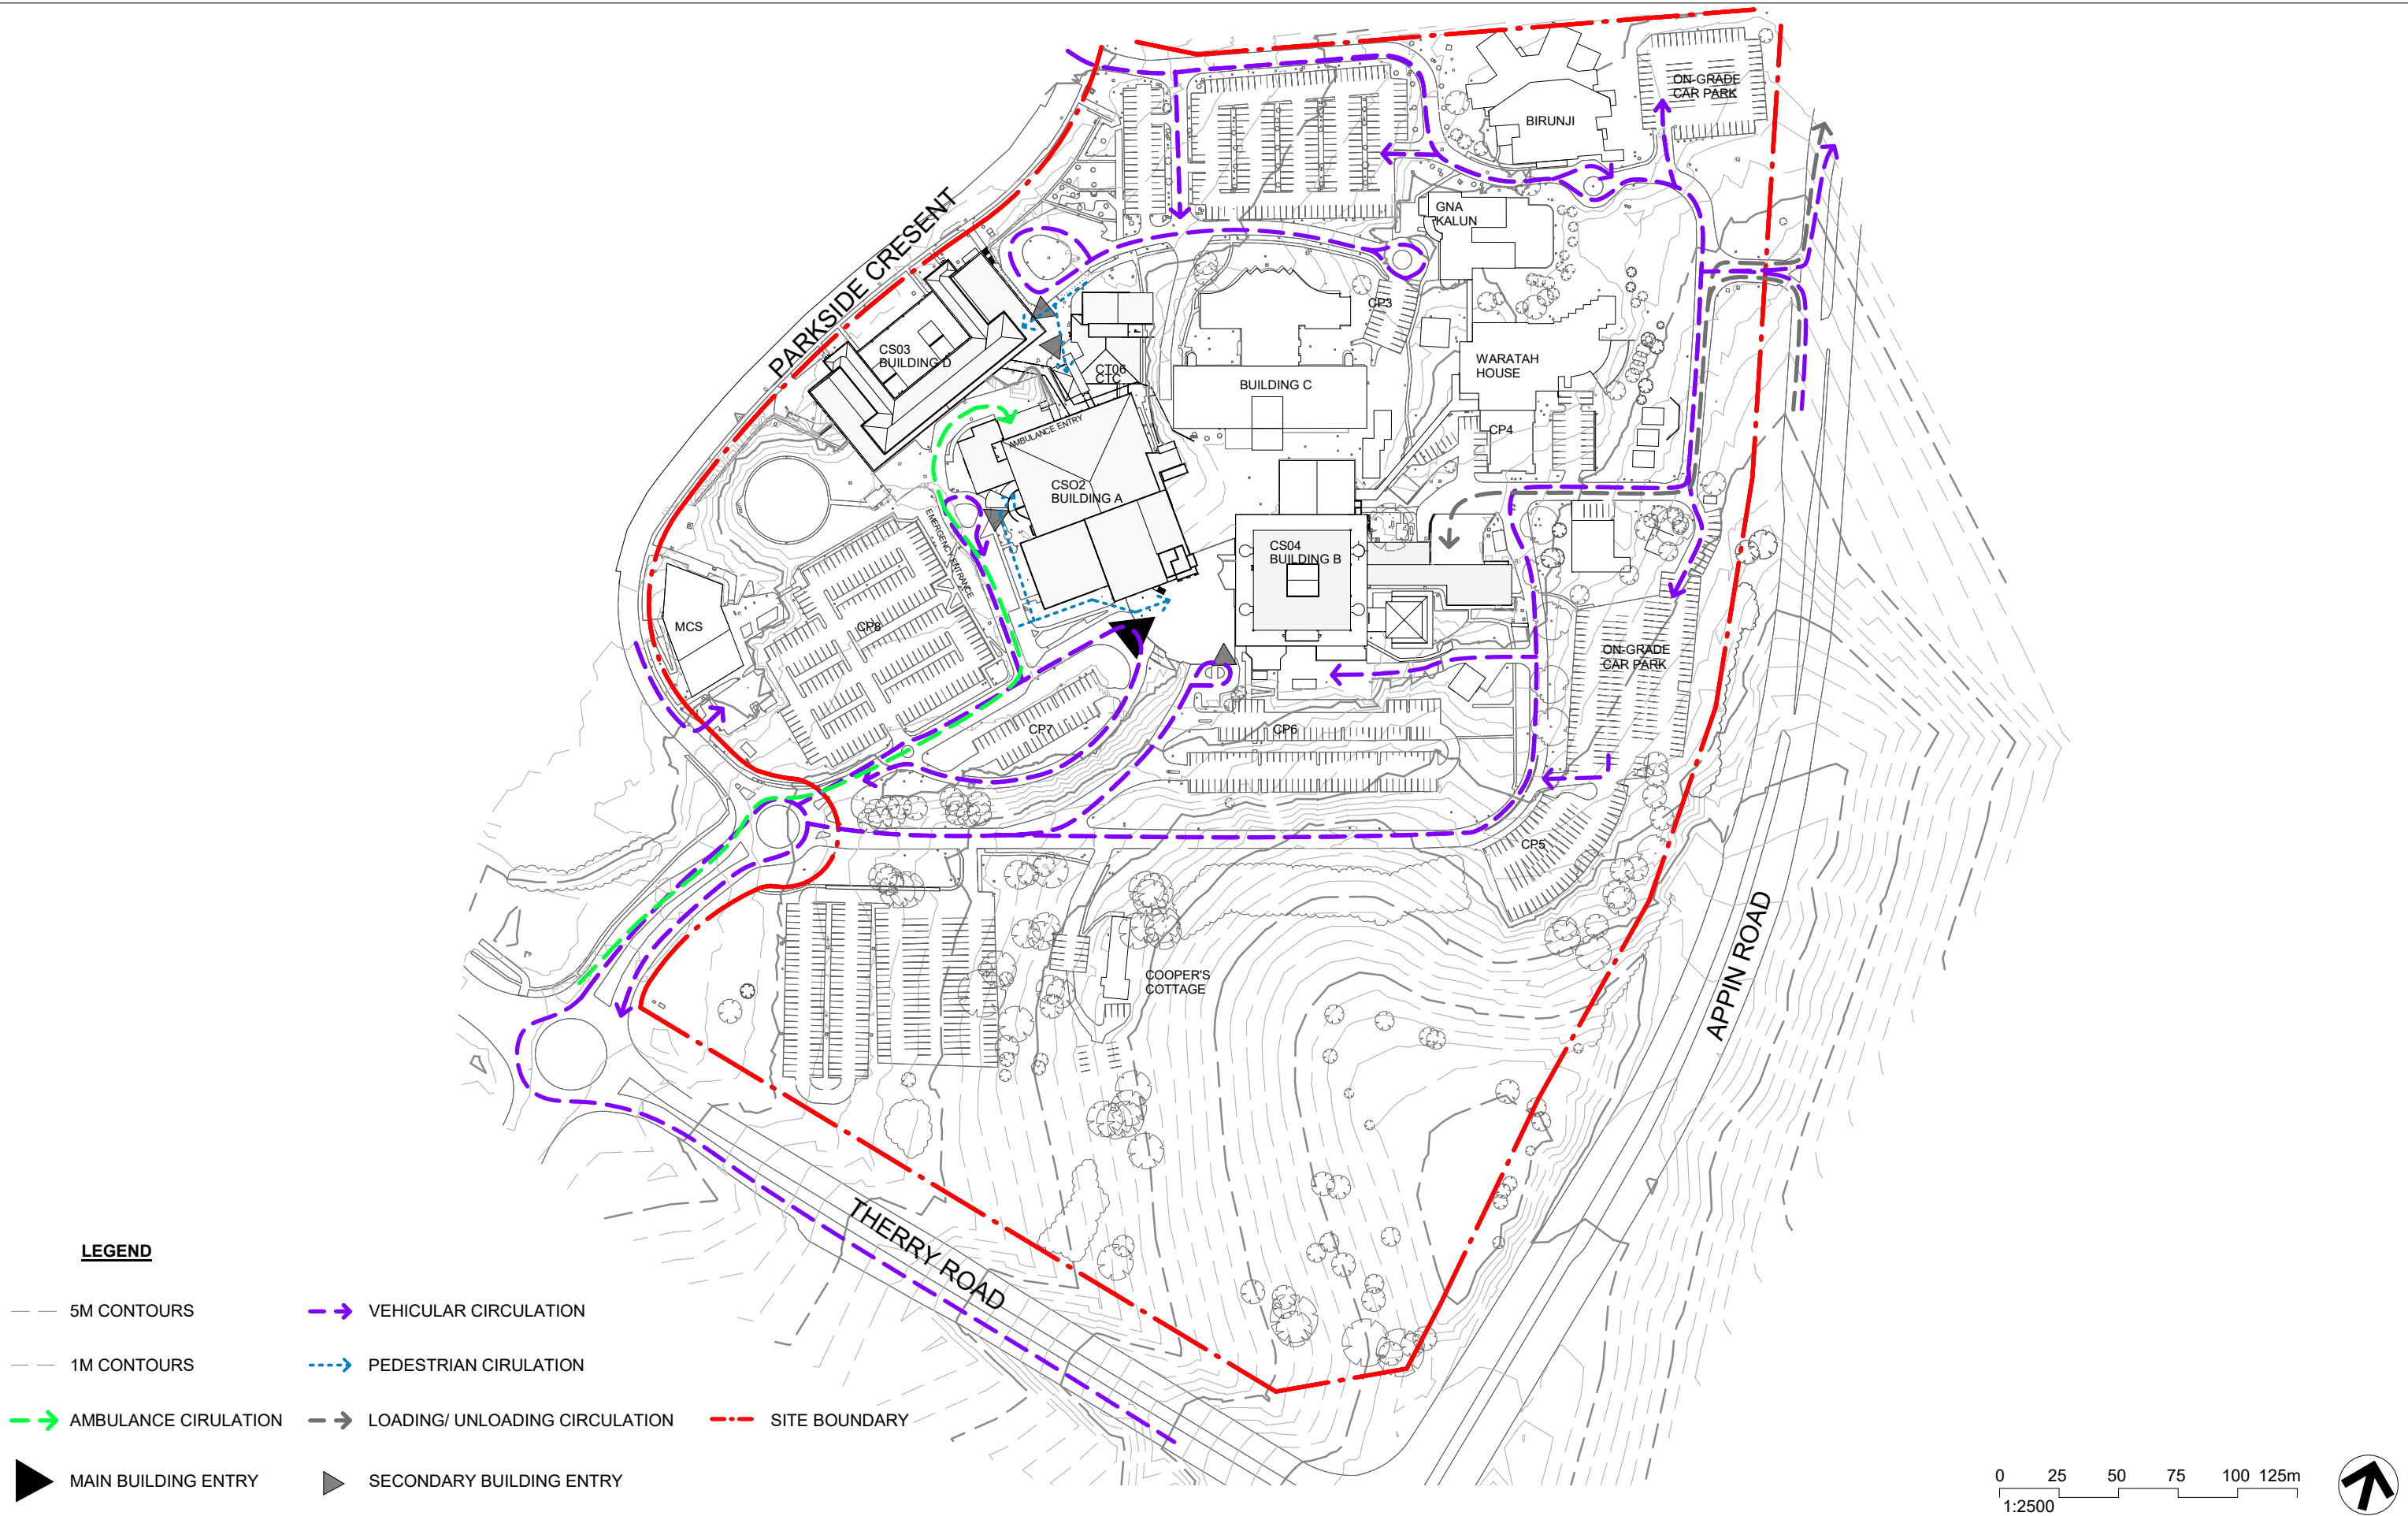 ON-GRADE
CAR PARK
BIRUNJI
PARKSIDE CRESENT
GNA
KALUN
CP3
CS03
BUILDING D
CT06
CTC
BUILDING C
WARATAH
HOUSE
AMBULANCE ENTRY
CP4
CSO2
BUILDING A
EMERGENCY ENTRANCE
CS04
BUILDING B
MCS
CP8
ON-GRADE
CAR PARK
CP7
CP6
CP5
COOPER'S
COTTAGE
APPIN ROAD
THERRY ROAD
LEGEND
5M CONTOURS
VEHICULAR CIRCULATION
1M CONTOURS
PEDESTRIAN CIRULATION
AMBULANCE CIRULATION
LOADING/ UNLOADING CIRCULATION
SITE BOUNDARY
MAIN BUILDING ENTRY
SECONDARY BUILDING ENTRY
0 25 50 75 100 125m
1:2500